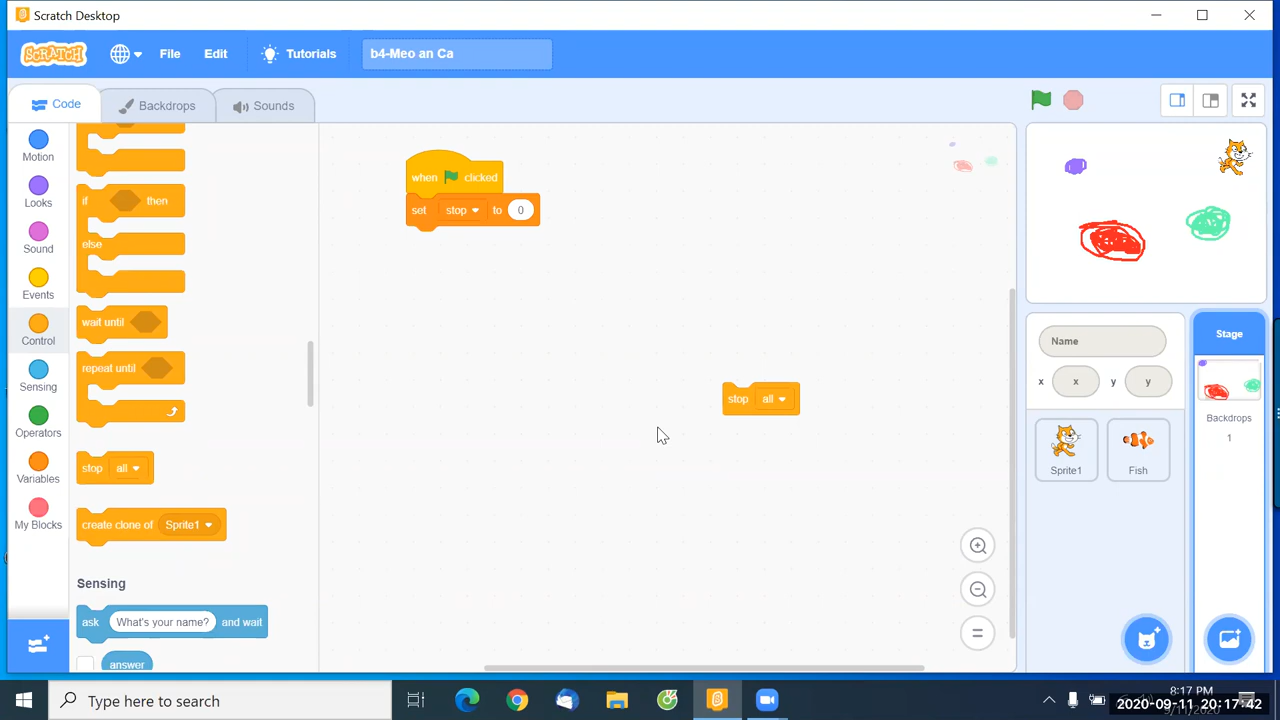 Scratch Desktop
SCRATCH
File
Edit
Tutorials
b4-Meo an Ca
Code
Backdrops
Sounds
Motion
Looks
Sound
Events
Control
Sensing
Operators
Variables
My Blocks
if then
else
wait until
repeat until
stop all
create clone of Sprite1
Sensing
ask What's your name? and wait
answer
when clicked
set stop to 0
stop all
Name
x x y y
Sprite1
Fish
Stage
Backdrops
1
Type here to search
8:17 PM
2020-09-11 20:17:42